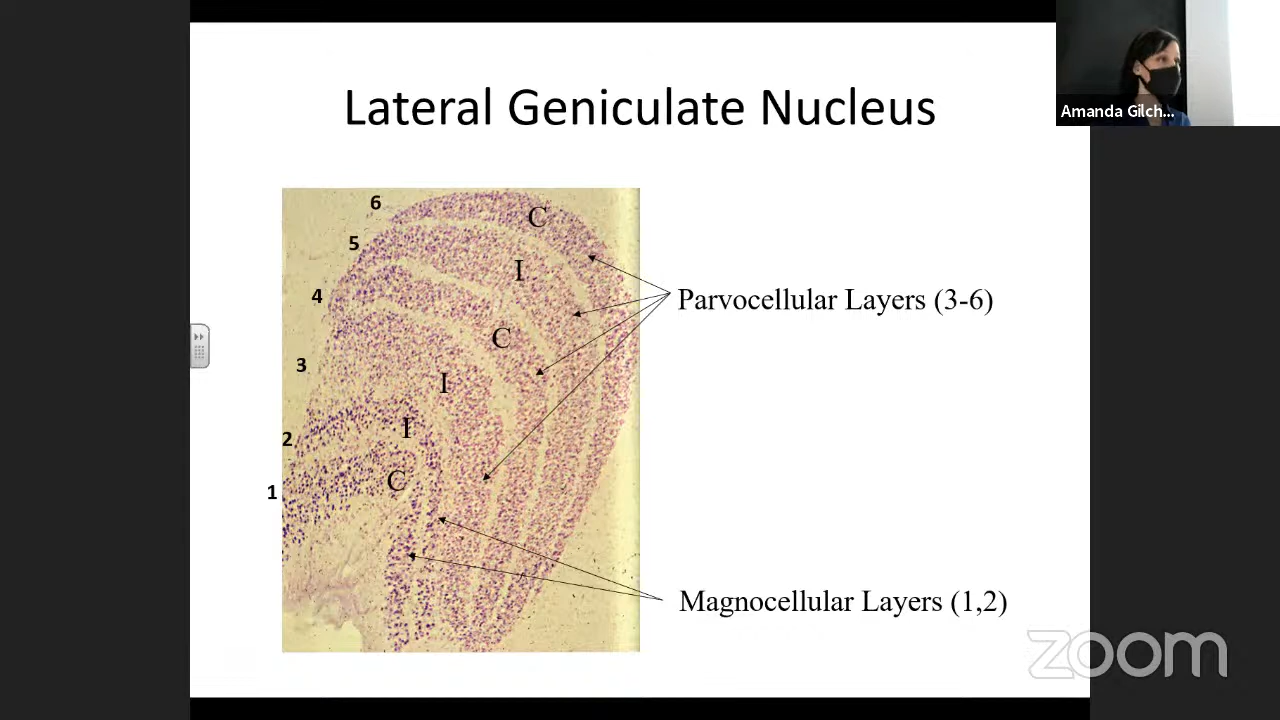 Lateral Geniculate Nucleus
Amanda Gilch...
6
C
5
I
4
Parvocellular Layers (3-6)
C
3
I
I
2
C
1
Magnocellular Layers (1,2)
zoom